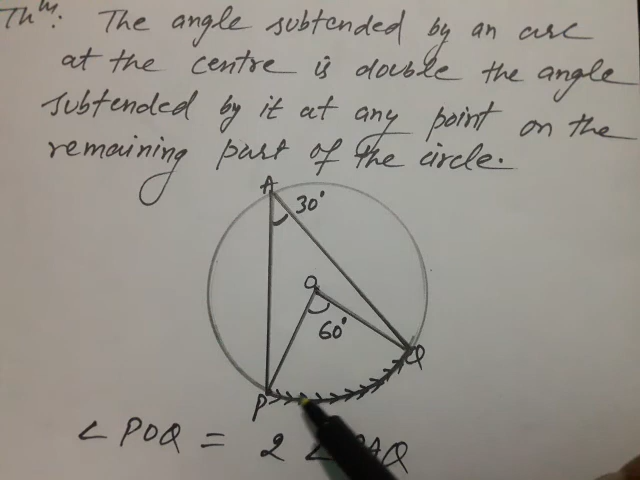 Thm: The angle subtended by an arc
at the centre is double the angle
subtended by it at any point on the
remaining part of the circle.
A
30°
O
60°
Q
P
∠ POQ = 2 ∠ PAQ